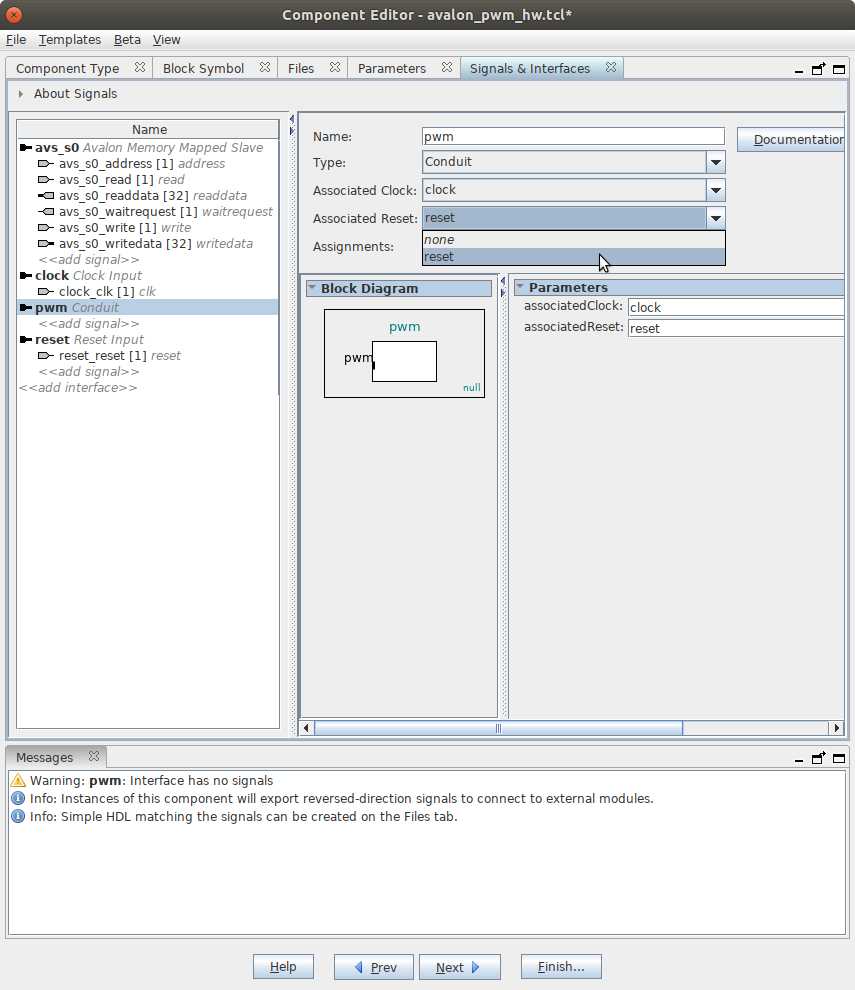 Component Editor - avalon_pwm_hw.tcl*
File Templates Beta View
Component Type Block Symbol Files Parameters Signals & Interfaces
About Signals
Name
avs_s0 Avalon Memory Mapped Slave
avs_s0_address [1] address
avs_s0_read [1] read
avs_s0_readdata [32] readdata
avs_s0_waitrequest [1] waitrequest
avs_s0_write [1] write
avs_s0_writedata [32] writedata
<<add signal>>
clock Clock Input
clock_clk [1] clk
pwm Conduit
<<add signal>>
reset Reset Input
reset_reset [1] reset
<<add signal>>
<<add interface>>
Name: pwm Documentation
Type: Conduit
Associated Clock: clock
Associated Reset: reset
none
Assignments:
reset
Block Diagram
pwm
pwm
null
Parameters
associatedClock: clock
associatedReset: reset
Messages
Warning: pwm: Interface has no signals
Info: Instances of this component will export reversed-direction signals to connect to external modules.
Info: Simple HDL matching the signals can be created on the Files tab.
Help Prev Next Finish...